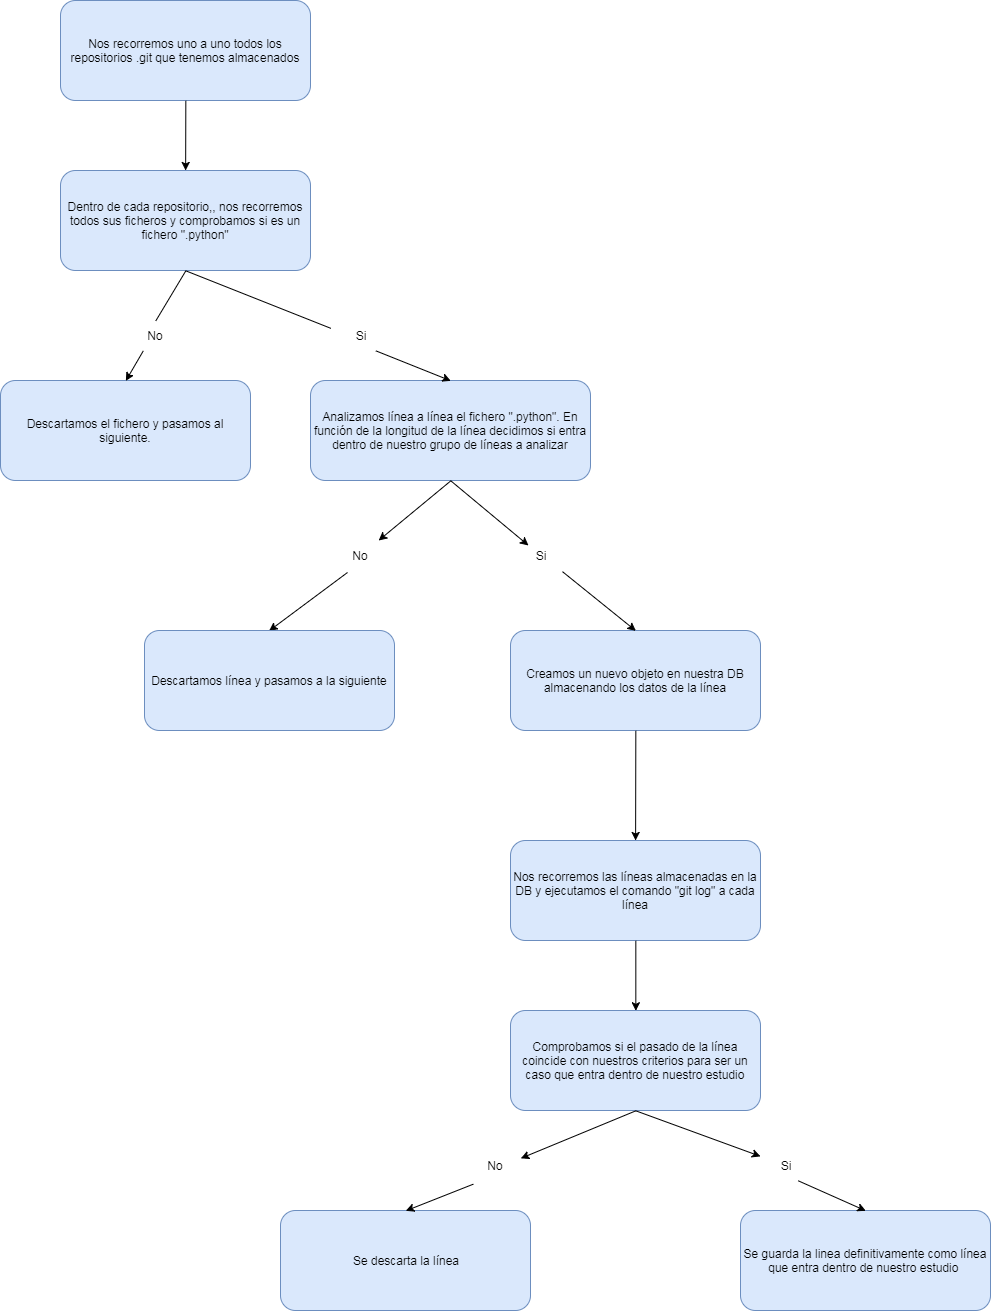 Nos recorremos uno a uno todos los
repositorios .git que tenemos almacenados
Dentro de cada repositorio,, nos recorremos
todos sus ficheros y comprobamos si es un
fichero ".python"
No
Si
Descartamos el fichero y pasamos al
siguiente.
Analizamos línea a línea el fichero ".python". En
función de la longitud de la línea decidimos si entra
dentro de nuestro grupo de líneas a analizar
No
Si
Descartamos línea y pasamos a la siguiente
Creamos un nuevo objeto en nuestra DB
almacenando los datos de la línea
Nos recorremos las líneas almacenadas en la
DB y ejecutamos el comando "git log" a cada
línea
Comprobamos si el pasado de la línea
coincide con nuestros criterios para ser un
caso que entra dentro de nuestro estudio
No
Si
Se descarta la línea
Se guarda la linea definitivamente como línea
que entra dentro de nuestro estudio